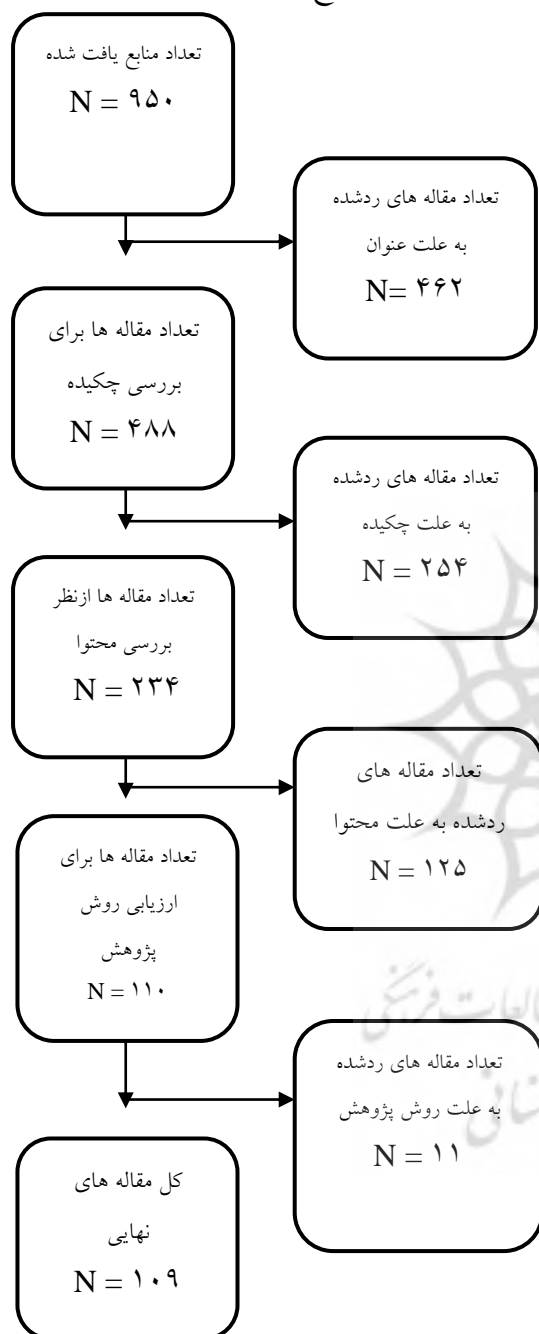 تعداد منابع یافت شده
N = ۹۵۰
تعداد مقاله های ردشده
به علت عنوان
N= ۴۶۲
تعداد مقاله ها برای
بررسی چکیده
N = ۴۸۸
تعداد مقاله های ردشده
به علت چکیده
N = ۲۵۴
تعداد مقاله ها ازنظر
بررسی محتوا
N = ۲۳۴
تعداد مقاله های
ردشده به علت محتوا
N = ۱۲۵
تعداد مقاله ها برای
ارزیابی روش
پژوهش
N = ۱۱۰
تعداد مقاله های ردشده
به علت روش پژوهش
N = ۱۱
کل مقاله های
نهایی
N = ۱۰۹